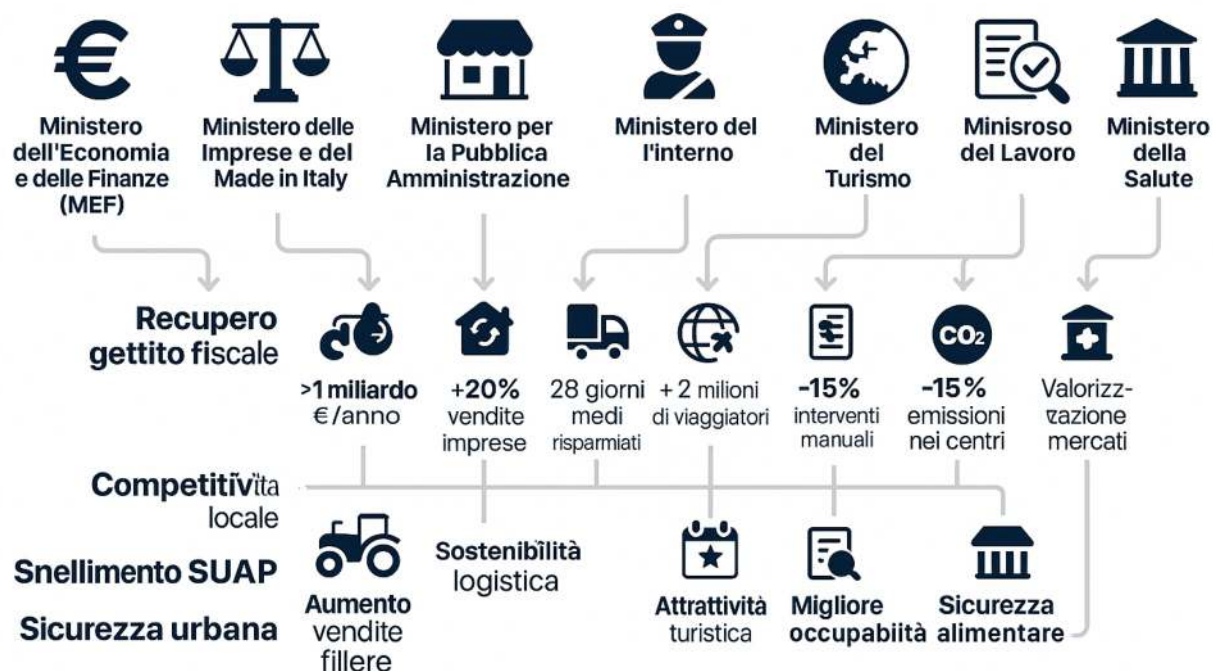 Ministero
dell'Economia
e delle Finanze
(MEF)
Ministero delle
Imprese e del
Made in Italy
Ministero per
la Pubblica
Amministrazione
Ministero del
l'interno
Ministero
del
Turismo
Minisroso
del Lavoro
Ministero
della
Salute
Recupero
gettito fiscale
>1 miliardo
€/anno
+20%
vendite
imprese
28 giorni
medi
risparmiati
+ 2 milioni
di viaggiatori
-15%
interventi
manuali
CO₂
-15%
emissioni
nei centri
Valorizz-
zazione
mercati
Competitivïta
locale
Snellimento SUAP
Sicurezza urbana
Aumento
vendite
fillere
Sostenibilità
logistica
Attrattività
turistica
Migliore
occupabiità
Sicurezza
alimentare